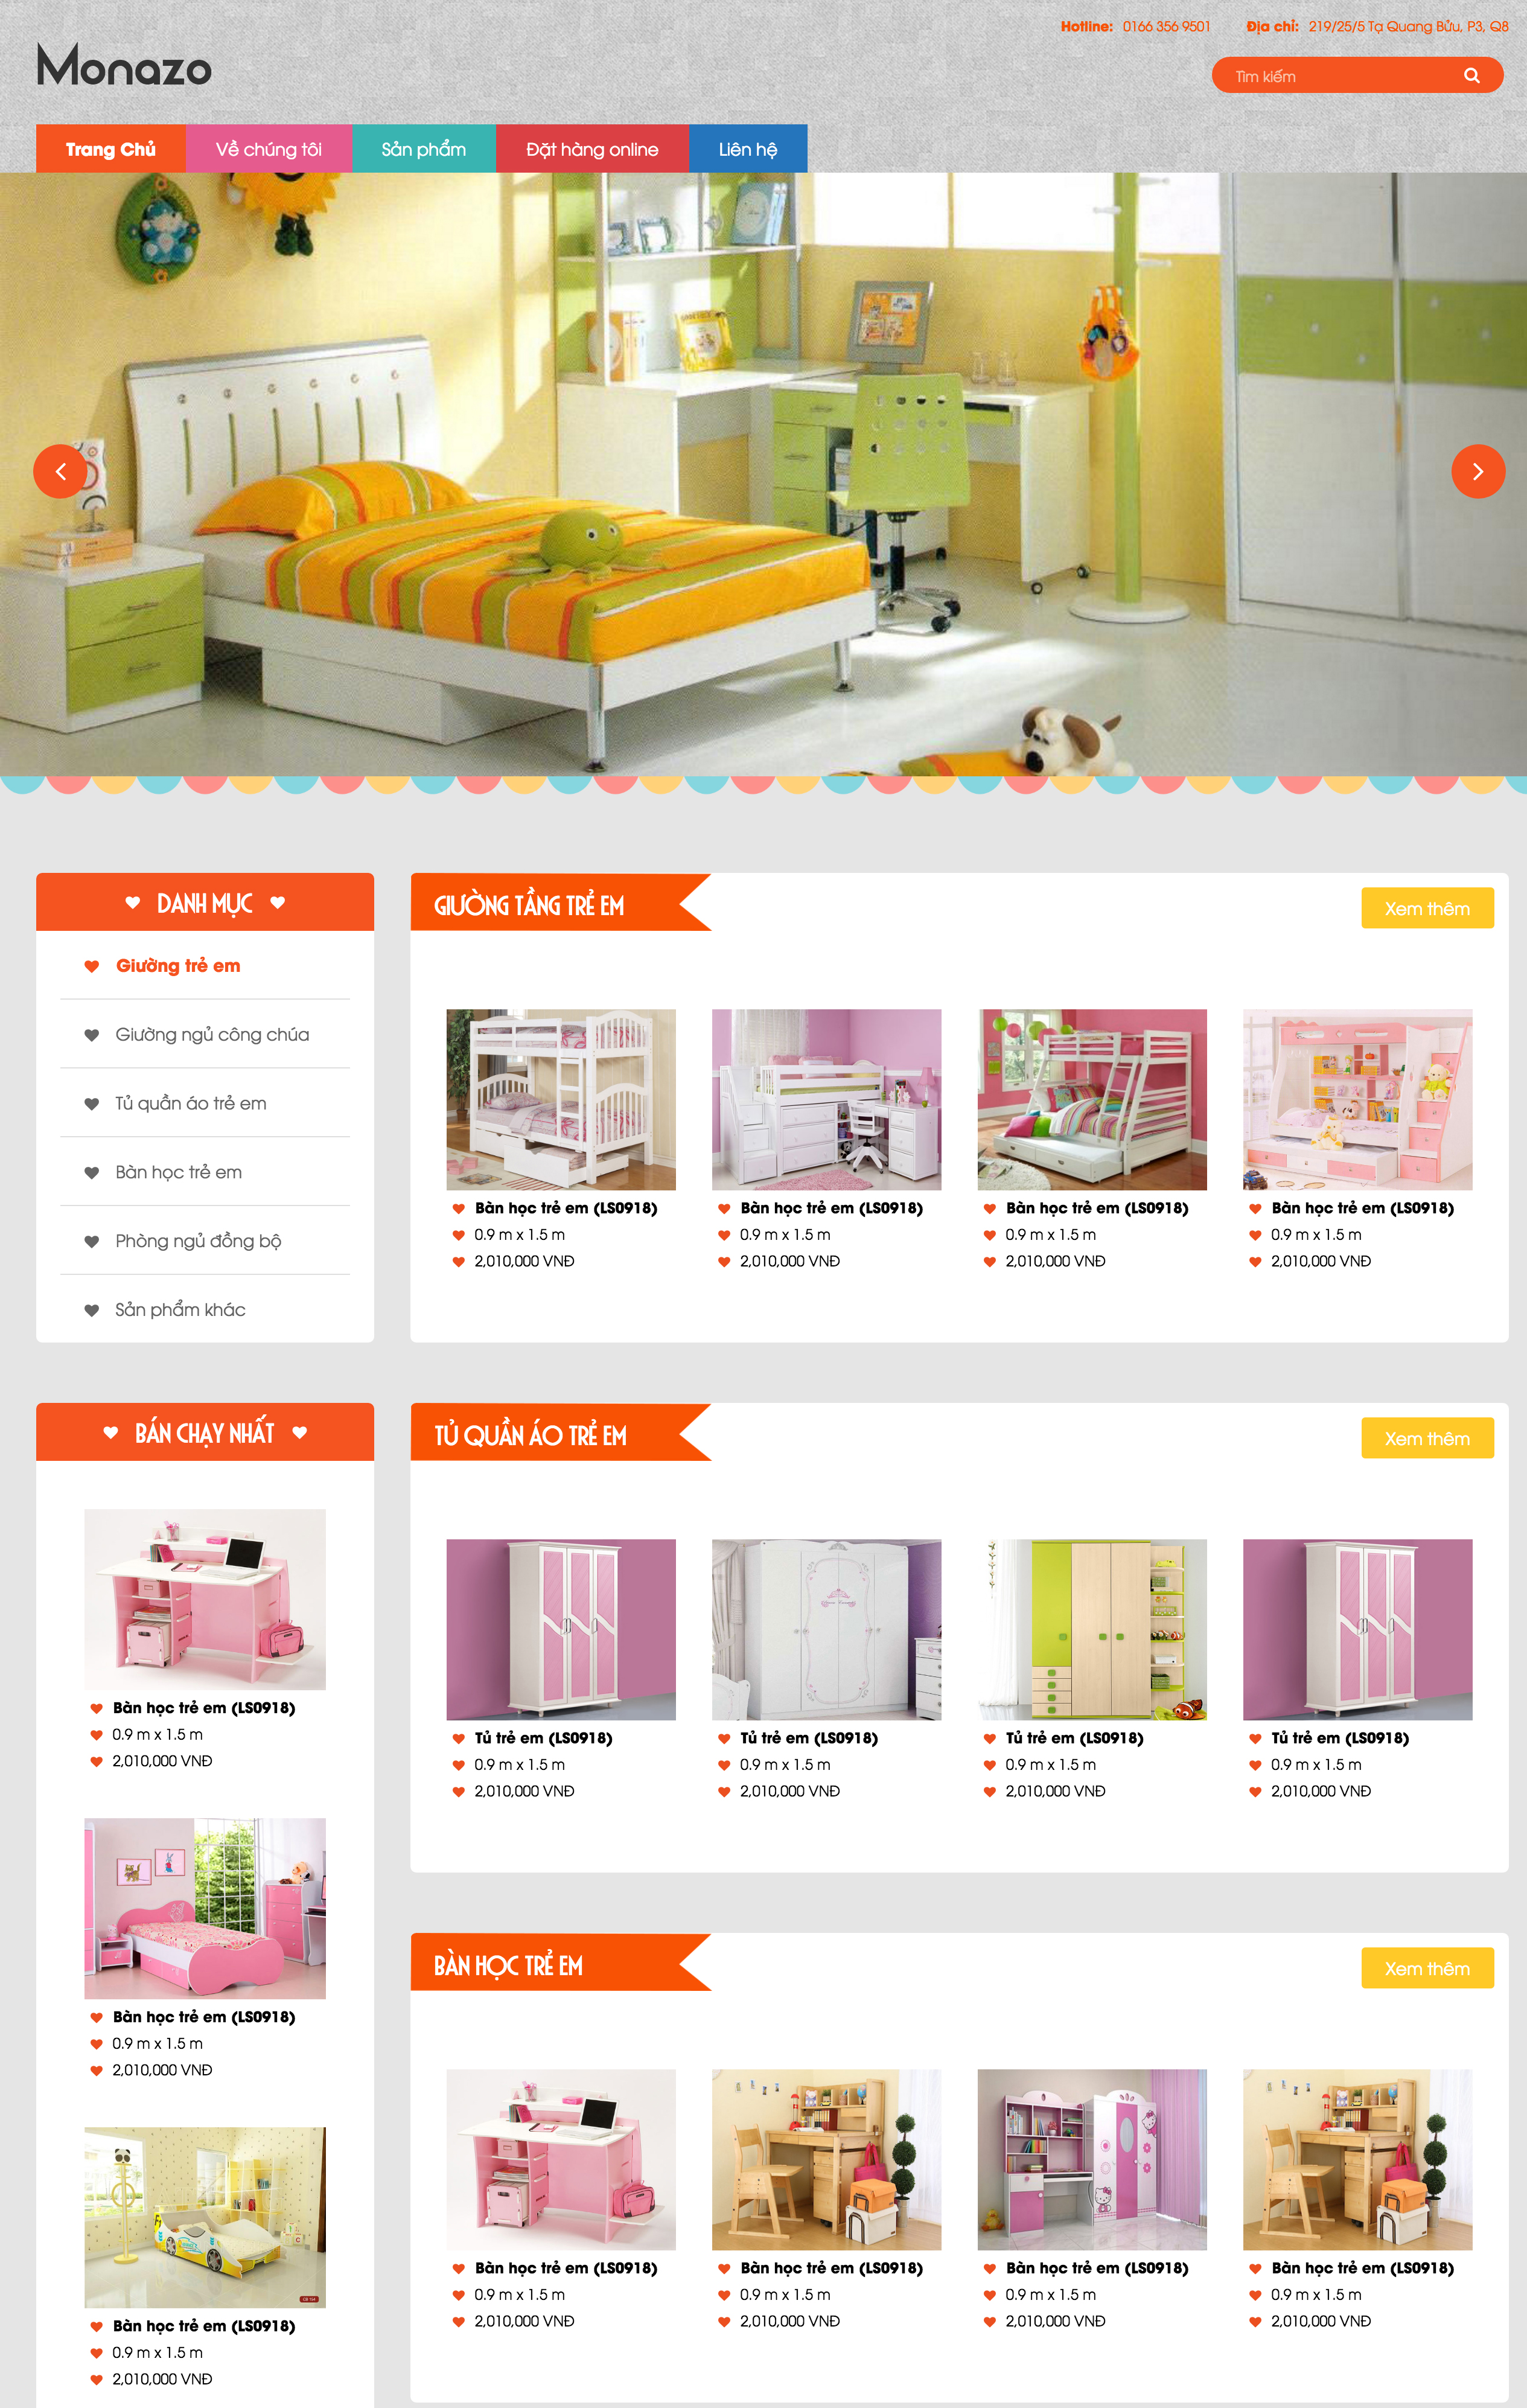 Hotline: 0166 356 9501 Địa chỉ: 219/25/5 Tạ Quang Bửu, P3, Q8
Monazo
Tìm kiếm
Trang Chủ Về chúng tôi Sản phẩm Đặt hàng online Liên hệ
DANH MỤC
Giường trẻ em
Giường ngủ công chúa
Tủ quần áo trẻ em
Bàn học trẻ em
Phòng ngủ đồng bộ
Sản phẩm khác
GIƯỜNG TẦNG TRẺ EM
Xem thêm
Bàn học trẻ em (LS0918) Bàn học trẻ em (LS0918) Bàn học trẻ em (LS0918) Bàn học trẻ em (LS0918)
0.9 m x 1.5 m 0.9 m x 1.5 m 0.9 m x 1.5 m 0.9 m x 1.5 m
2,010,000 VNĐ 2,010,000 VNĐ 2,010,000 VNĐ 2,010,000 VNĐ
BÁN CHẠY NHẤT
Bàn học trẻ em (LS0918)
0.9 m x 1.5 m
2,010,000 VNĐ
Bàn học trẻ em (LS0918)
0.9 m x 1.5 m
2,010,000 VNĐ
Bàn học trẻ em (LS0918)
0.9 m x 1.5 m
2,010,000 VNĐ
TỦ QUẦN ÁO TRẺ EM
Xem thêm
Tủ trẻ em (LS0918) Tủ trẻ em (LS0918) Tủ trẻ em (LS0918) Tủ trẻ em (LS0918)
0.9 m x 1.5 m 0.9 m x 1.5 m 0.9 m x 1.5 m 0.9 m x 1.5 m
2,010,000 VNĐ 2,010,000 VNĐ 2,010,000 VNĐ 2,010,000 VNĐ
BÀN HỌC TRẺ EM
Xem thêm
Bàn học trẻ em (LS0918) Bàn học trẻ em (LS0918) Bàn học trẻ em (LS0918) Bàn học trẻ em (LS0918)
0.9 m x 1.5 m 0.9 m x 1.5 m 0.9 m x 1.5 m 0.9 m x 1.5 m
2,010,000 VNĐ 2,010,000 VNĐ 2,010,000 VNĐ 2,010,000 VNĐ